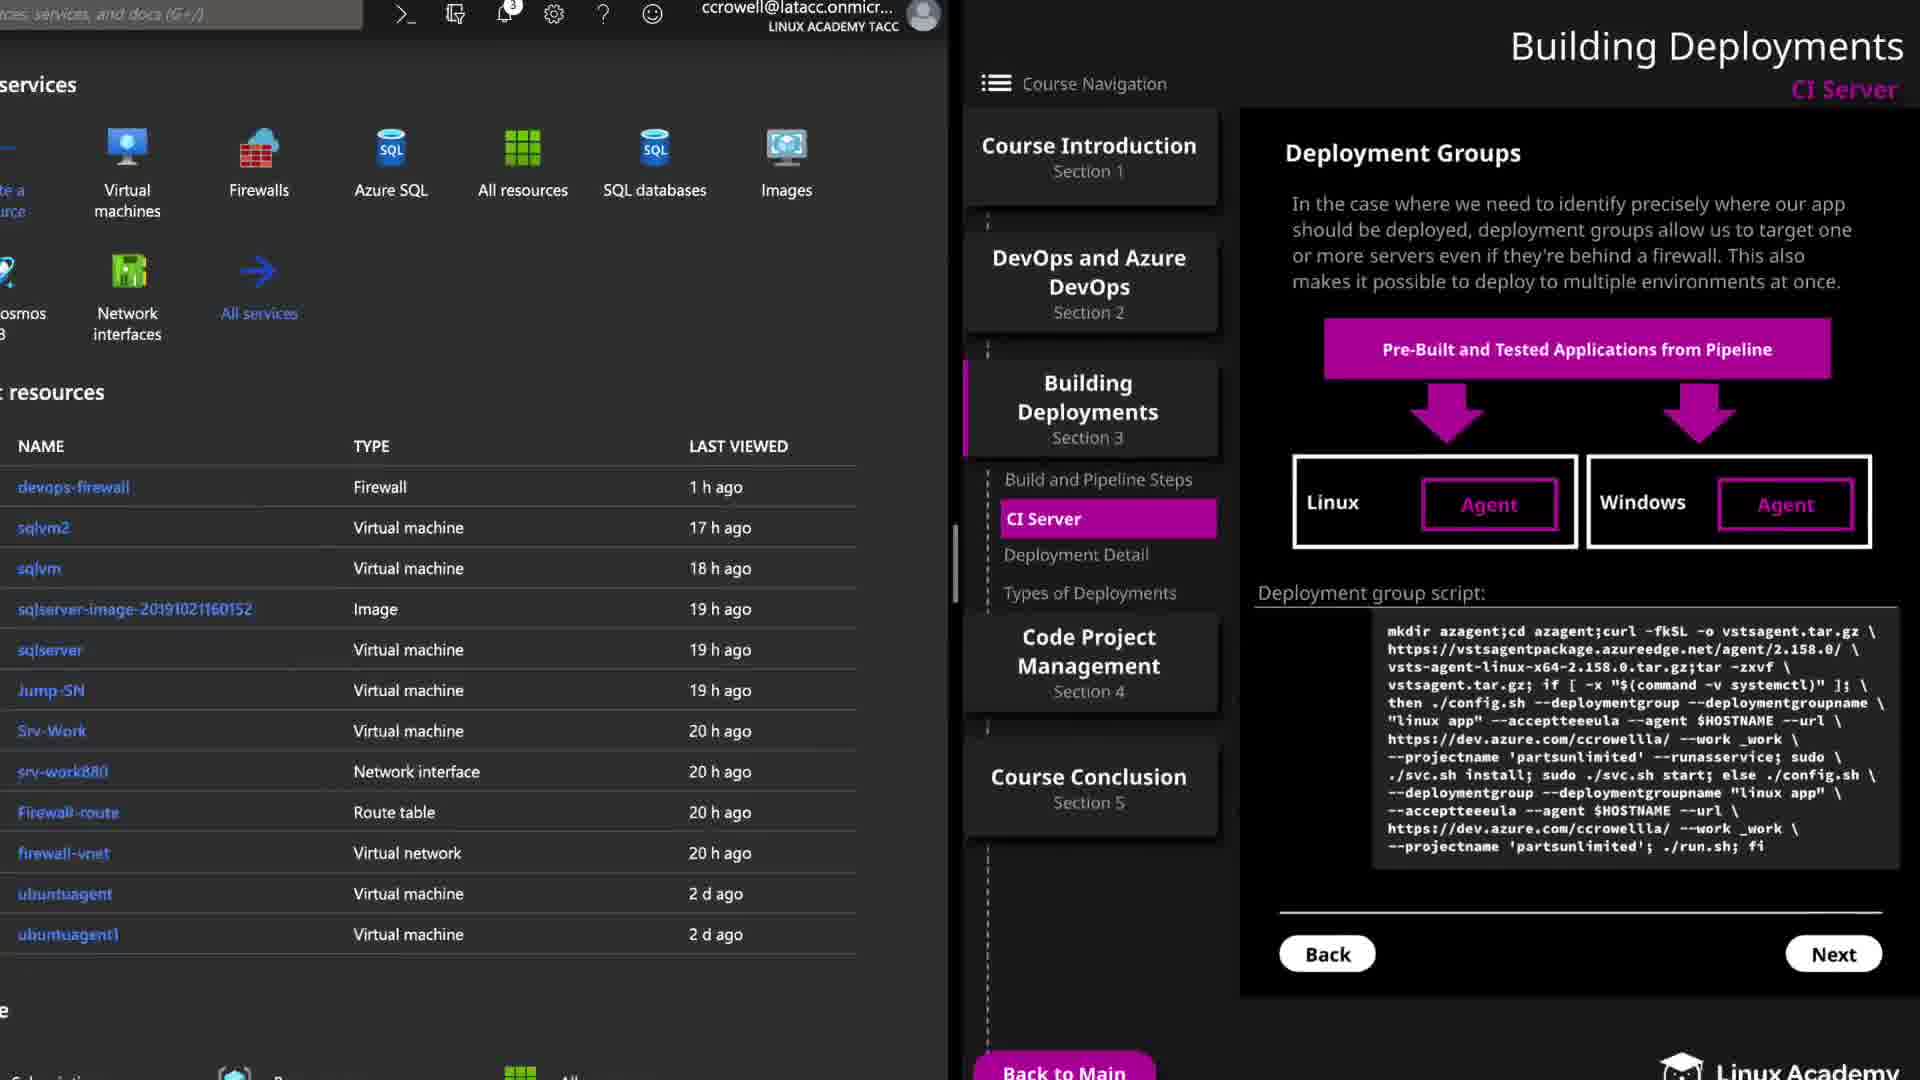 rces, services, and docs (G+/)
3
ccrowell@latacc.onmicr...
LINUX ACADEMY TACC
services
te a
urce
Virtual
machines
Firewalls
SQL
Azure SQL
All resources
SQL
SQL databases
Images
osmos
Network
interfaces
All services
resources
NAME TYPE LAST VIEWED
devops-firewall Firewall 1 h ago
sqlvm2 Virtual machine 17 h ago
sqlvm Virtual machine 18 h ago
sqlserver-image-20191021160152 Image 19 h ago
sqlserver Virtual machine 19 h ago
Jump-SN Virtual machine 19 h ago
Srv-Work Virtual machine 20 h ago
srv-work880 Network interface 20 h ago
Firewall-route Route table 20 h ago
firewall-vnet Virtual network 20 h ago
ubuntuagent Virtual machine 2 d ago
ubuntuagent1 Virtual machine 2 d ago
e
Building Deployments
CI Server
Course Navigation
Course Introduction
Section 1
DevOps and Azure
DevOps
Section 2
Building
Deployments
Section 3
Build and Pipeline Steps
CI Server
Deployment Detail
Types of Deployments
Code Project
Management
Section 4
Course Conclusion
Section 5
Back to Main
Deployment Groups
In the case where we need to identify precisely where our app
should be deployed, deployment groups allow us to target one
or more servers even if they're behind a firewall. This also
makes it possible to deploy to multiple environments at once.
Pre-Built and Tested Applications from Pipeline
Linux Agent
Windows Agent
Deployment group script:
mkdir azagent;cd azagent;curl -fkSL -o vstsagent.tar.gz \
https://vstsagentpackage.azureedge.net/agent/2.158.0/ \
vsts-agent-linux-x64-2.158.0.tar.gz;tar -zxvf \
vstsagent.tar.gz; if [ -x "$(command -v systemctl)" ]; \
then ./config.sh --deploymentgroup --deploymentgroupname \
"linux app" --acceptteeeula --agent $HOSTNAME --url \
https://dev.azure.com/ccrowellla/ --work _work \
--projectname 'partsunlimited' --runasservice; sudo \
./svc.sh install; sudo ./svc.sh start; else ./config.sh \
--deploymentgroup --deploymentgroupname "linux app" \
--acceptteeeula --agent $HOSTNAME --url \
https://dev.azure.com/ccrowellla/ --work _work \
--projectname 'partsunlimited'; ./run.sh; fi
Back
Next
Linux Academy